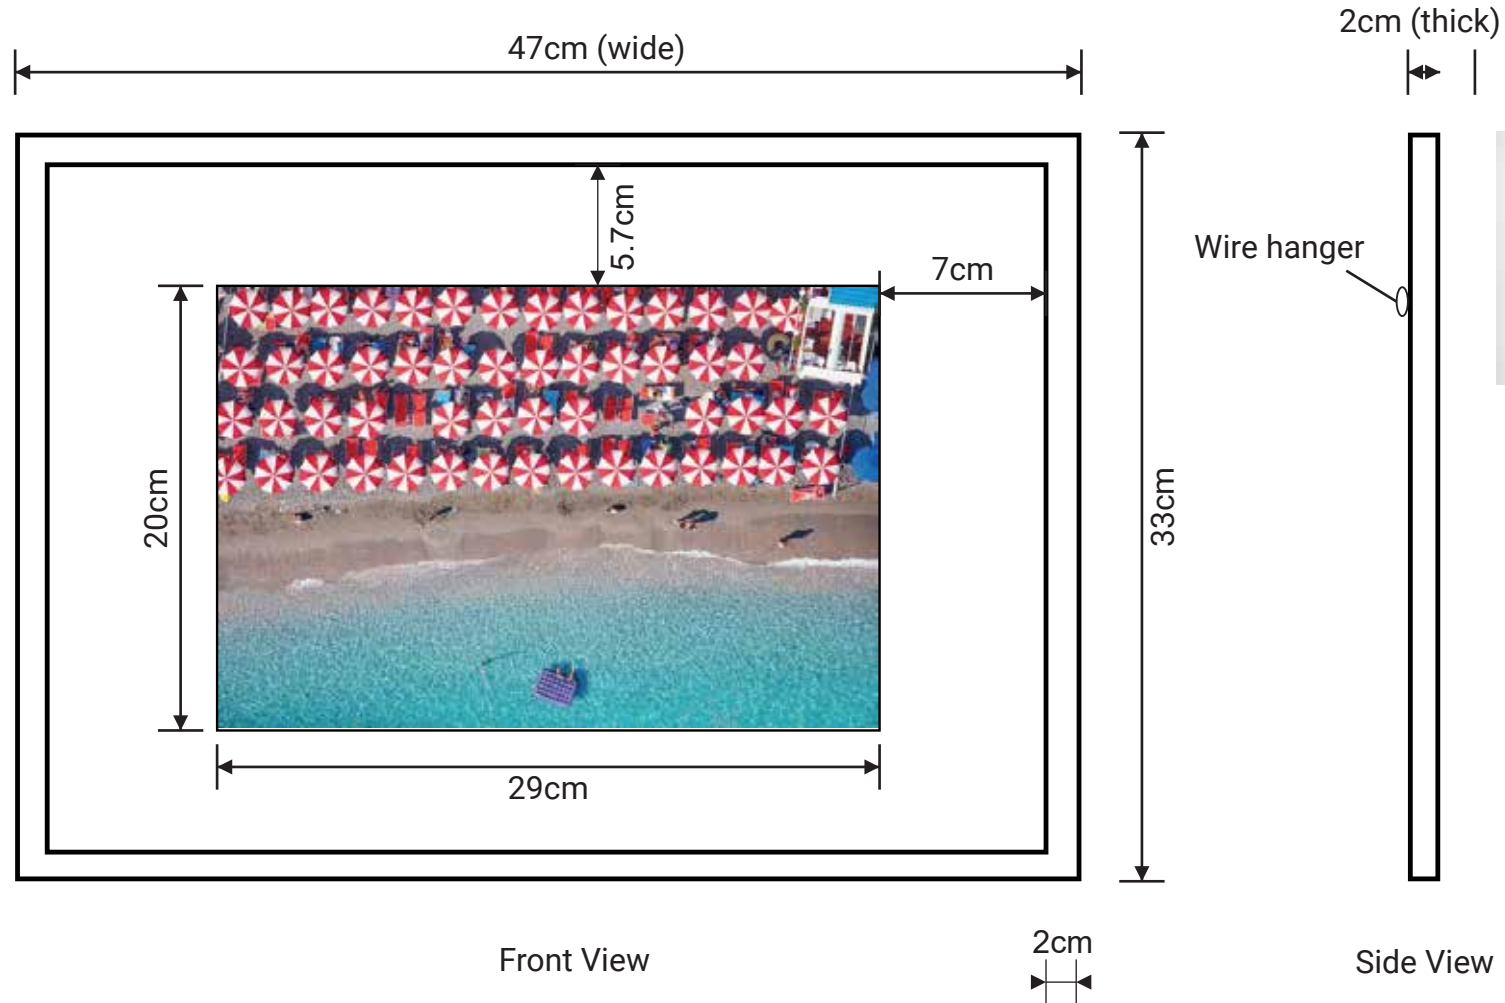 2cm (thick)
47cm (wide)
5.7cm
7cm
Wire hanger
20cm
33cm
29cm
2cm
Front View
Side View